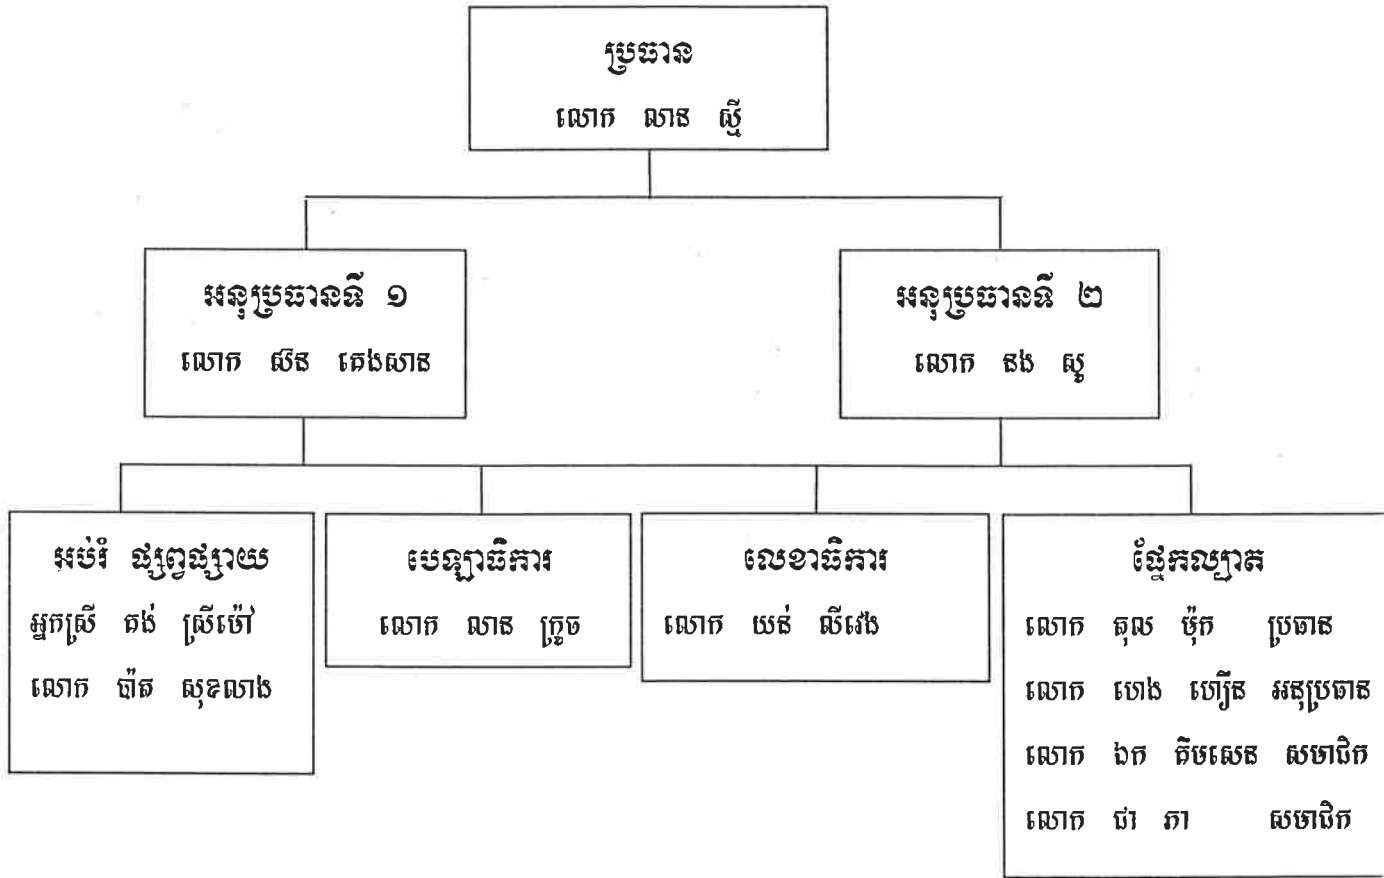 ប្រធាន
លោក លាន ស្មី
អនុប្រធានទី ១
លោក ស៊ន គេងសាន
អនុប្រធានទី ២
លោក នង សូ
អប់រំ ផ្សព្វផ្សាយ
អ្នកស្រី គង់ ស្រីម៉ៅ
លោក ប៉ាត សុខលាង
បេឡាធិការ
លោក លាន ក្រូច
លេខាធិការ
លោក យន់ លីវេង
ផ្នែកល្បាត
លោក តុល ម៉ុក ប្រធាន
លោក ហេង ហឿន អនុប្រធាន
លោក ឯក គិមសេន សមាជិក
លោក ជា ភា សមាជិក